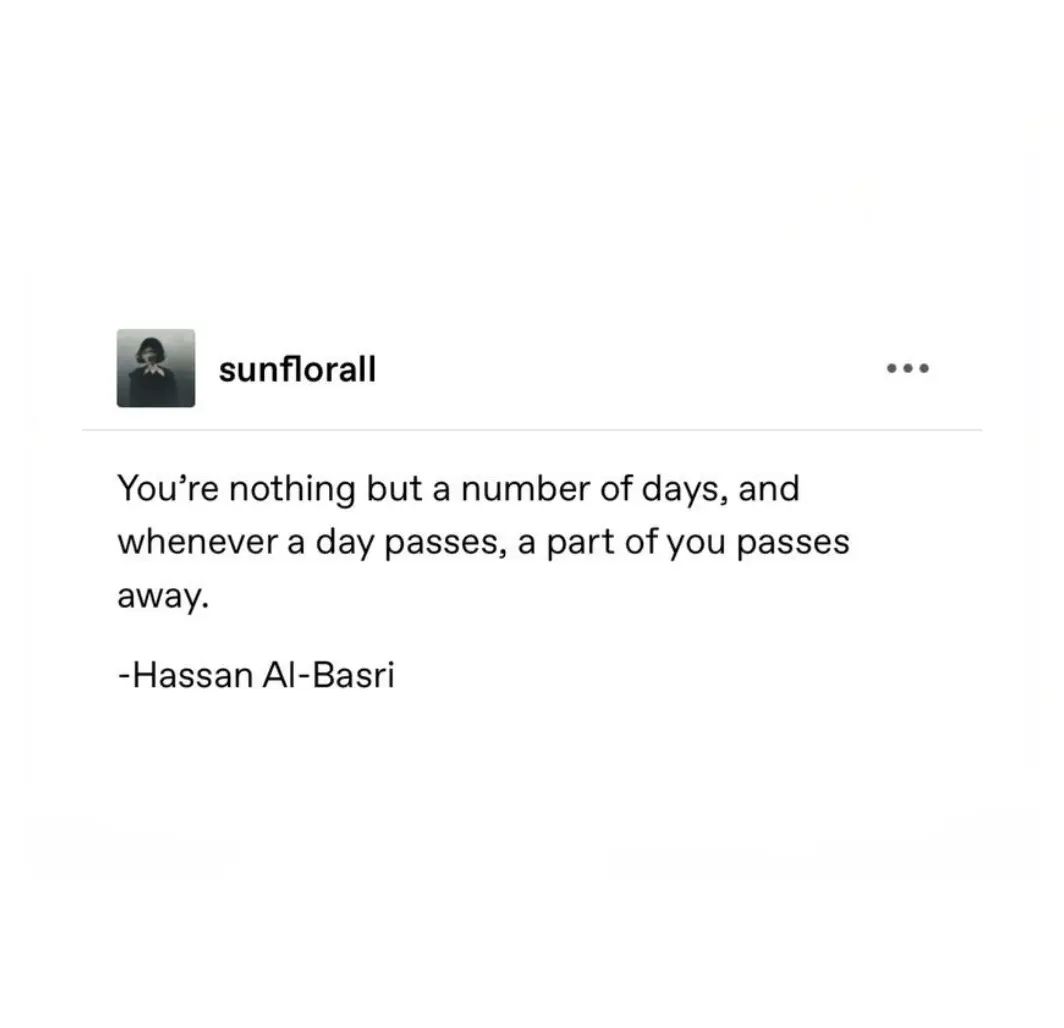 sunflorall
You’re nothing but a number of days, and
whenever a day passes, a part of you passes
away.
-Hassan Al-Basri